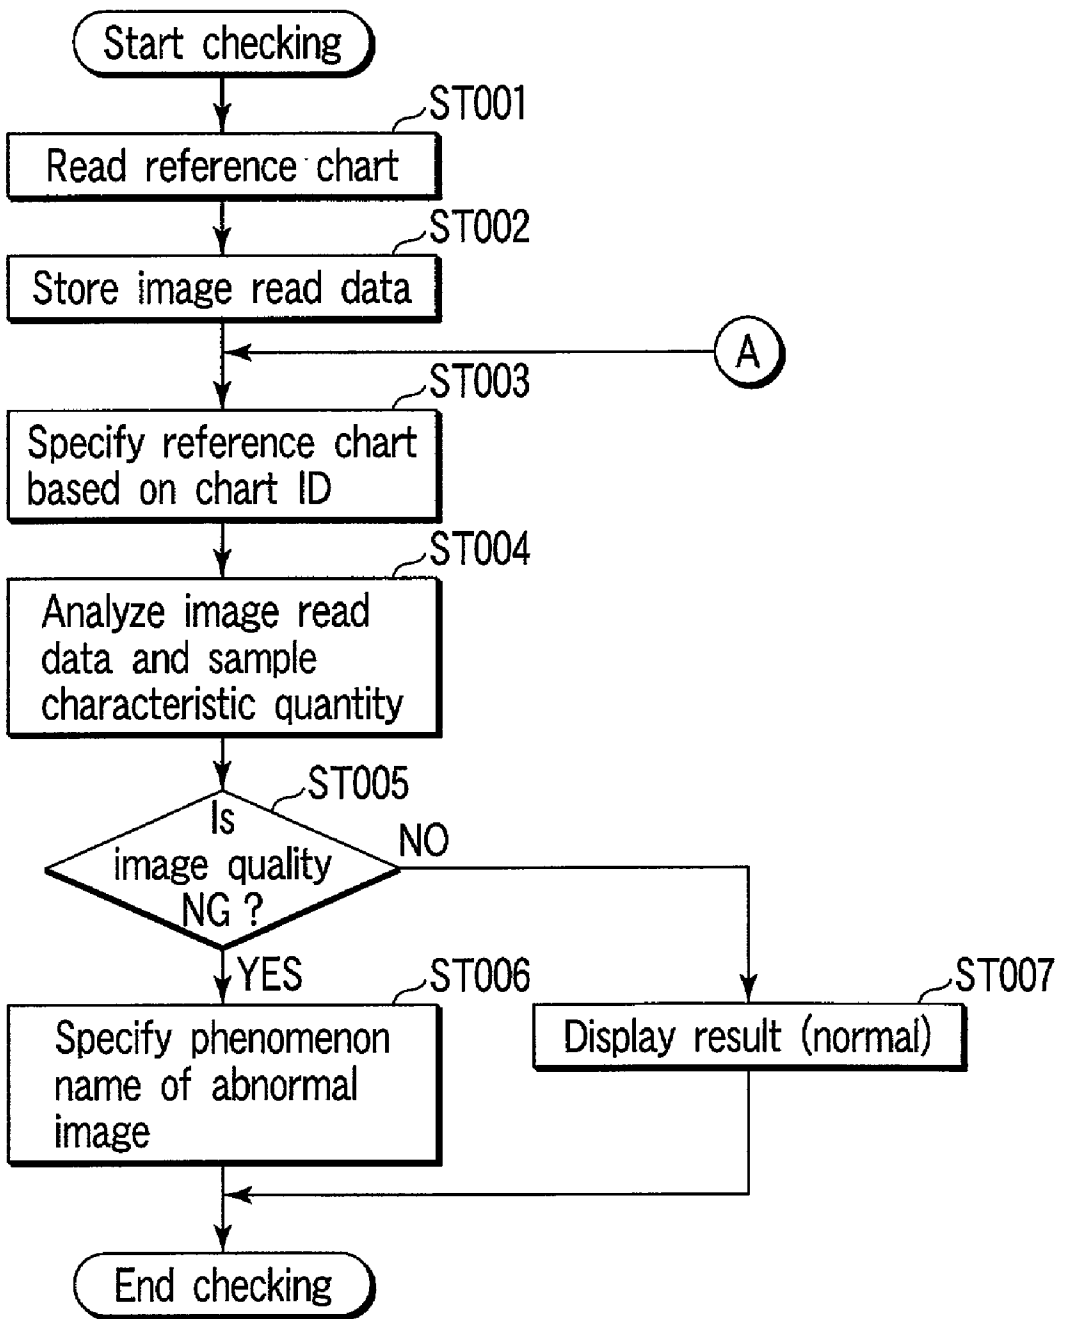 Start checking
ST001
Read reference chart
ST002
Store image read data
A
ST003
Specify reference chart
based on chart ID
ST004
Analyze image read
data and sample
characteristic quantity
ST005
Is
image quality
NG ?
NO
YES
ST006
Specify phenomenon
name of abnormal
image
ST007
Display result (normal)
End checking